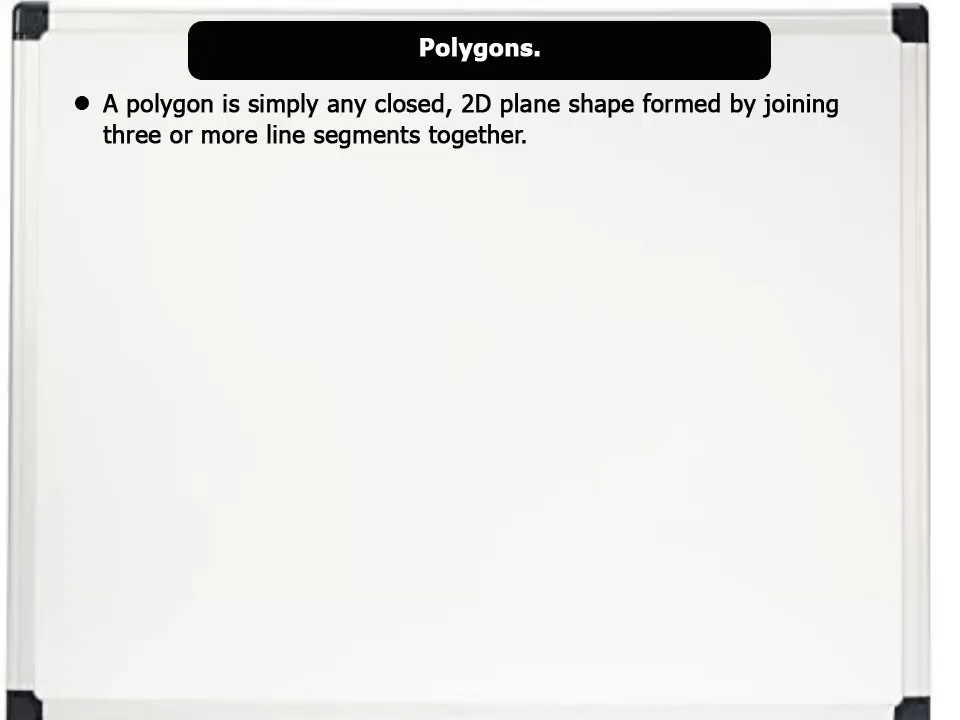 Polygons.
● A polygon is simply any closed, 2D plane shape formed by joining
three or more line segments together.